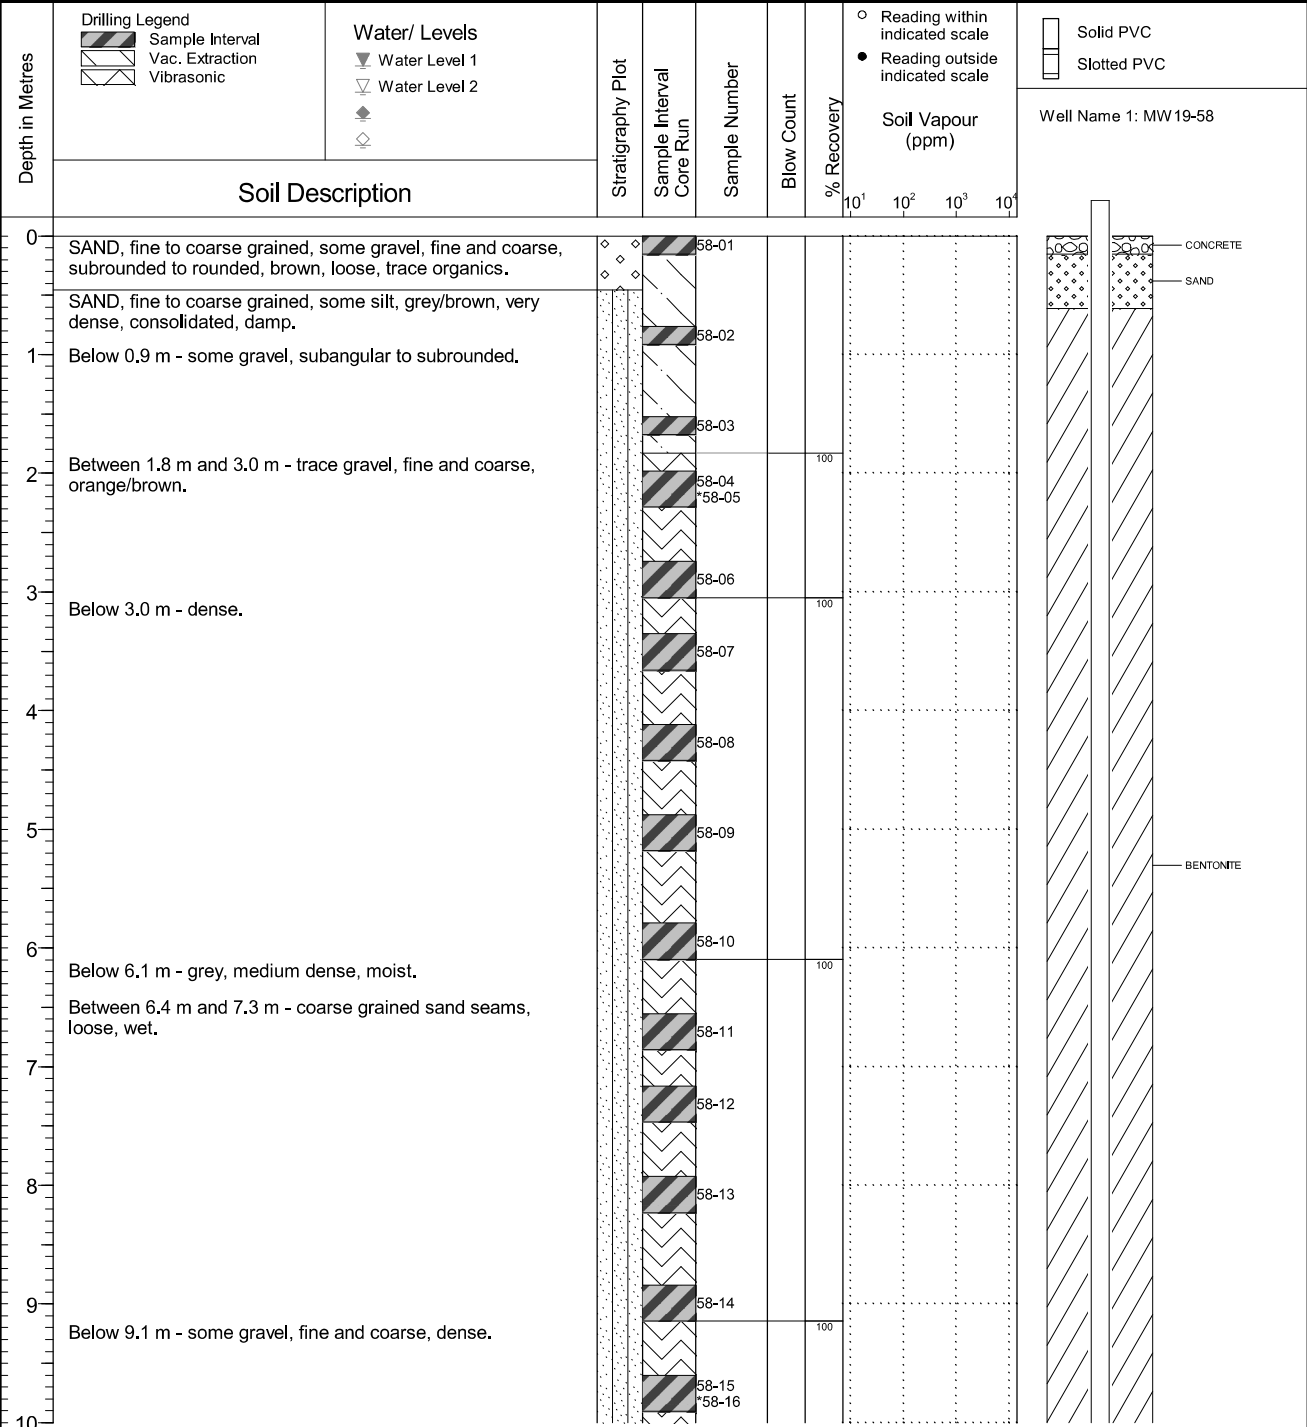 Drilling Legend
Sample Interval
Vac. Extraction
Vibrasonic
Water/ Levels
Water Level 1
Water Level 2
Depth in Metres
Soil Description
Stratigraphy Plot
Sample Interval
Core Run
Sample Number
Blow Count
% Recovery
Reading within
indicated scale
Reading outside
indicated scale
Soil Vapour
(ppm)
10¹ 10² 10³ 10⁴
Solid PVC
Slotted PVC
Well Name 1: MW19-58
0
SAND, fine to coarse grained, some gravel, fine and coarse,
subrounded to rounded, brown, loose, trace organics.
58-01
CONCRETE
SAND
SAND, fine to coarse grained, some silt, grey/brown, very
dense, consolidated, damp.
58-02
1
Below 0.9 m - some gravel, subangular to subrounded.
58-03
100
Between 1.8 m and 3.0 m - trace gravel, fine and coarse,
orange/brown.
2
58-04
*58-05
58-06
3
100
Below 3.0 m - dense.
58-07
4
58-08
5
58-09
BENTONITE
58-10
6
100
Below 6.1 m - grey, medium dense, moist.
Between 6.4 m and 7.3 m - coarse grained sand seams,
loose, wet.
58-11
7
58-12
8
58-13
9
58-14
100
Below 9.1 m - some gravel, fine and coarse, dense.
58-15
*58-16
10